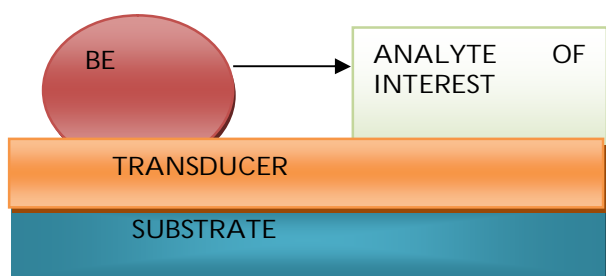 BE
ANALYTE OF
INTEREST
TRANSDUCER
SUBSTRATE